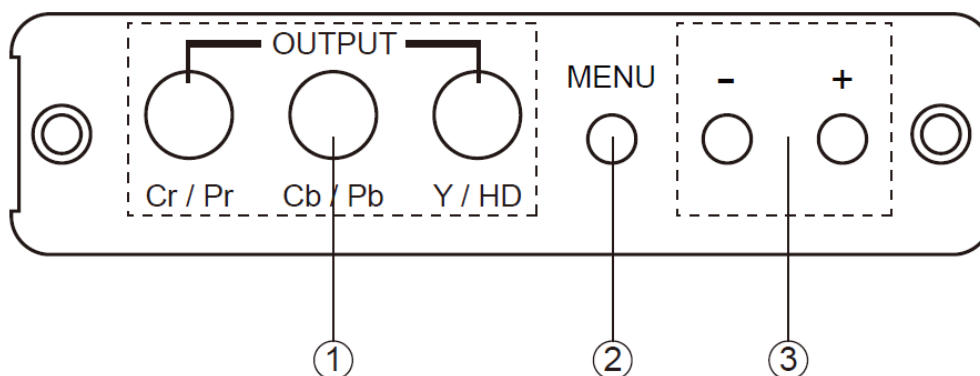 OUTPUT
MENU
- +
Cr / Pr Cb / Pb Y / HD
1 2 3